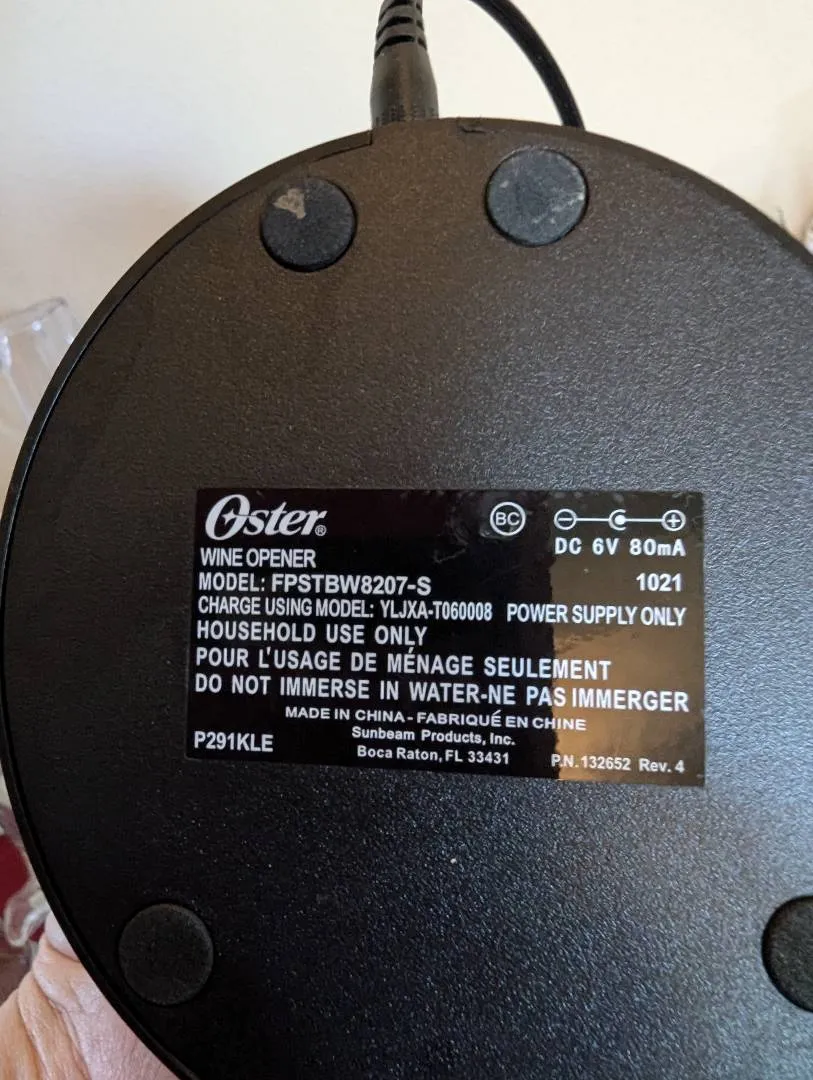 Oster®
BC
DC 6V 80mA
WINE OPENER
MODEL: FPSTBW8207-S
1021
CHARGE USING MODEL: YLJXA-T060008 POWER SUPPLY ONLY
HOUSEHOLD USE ONLY
POUR L'USAGE DE MÉNAGE SEULEMENT
DO NOT IMMERSE IN WATER-NE PAS IMMERGER
MADE IN CHINA - FABRIQUÉ EN CHINE
Sunbeam Products, Inc.
Boca Raton, FL 33431
P291KLE
P.N. 132652 Rev. 4